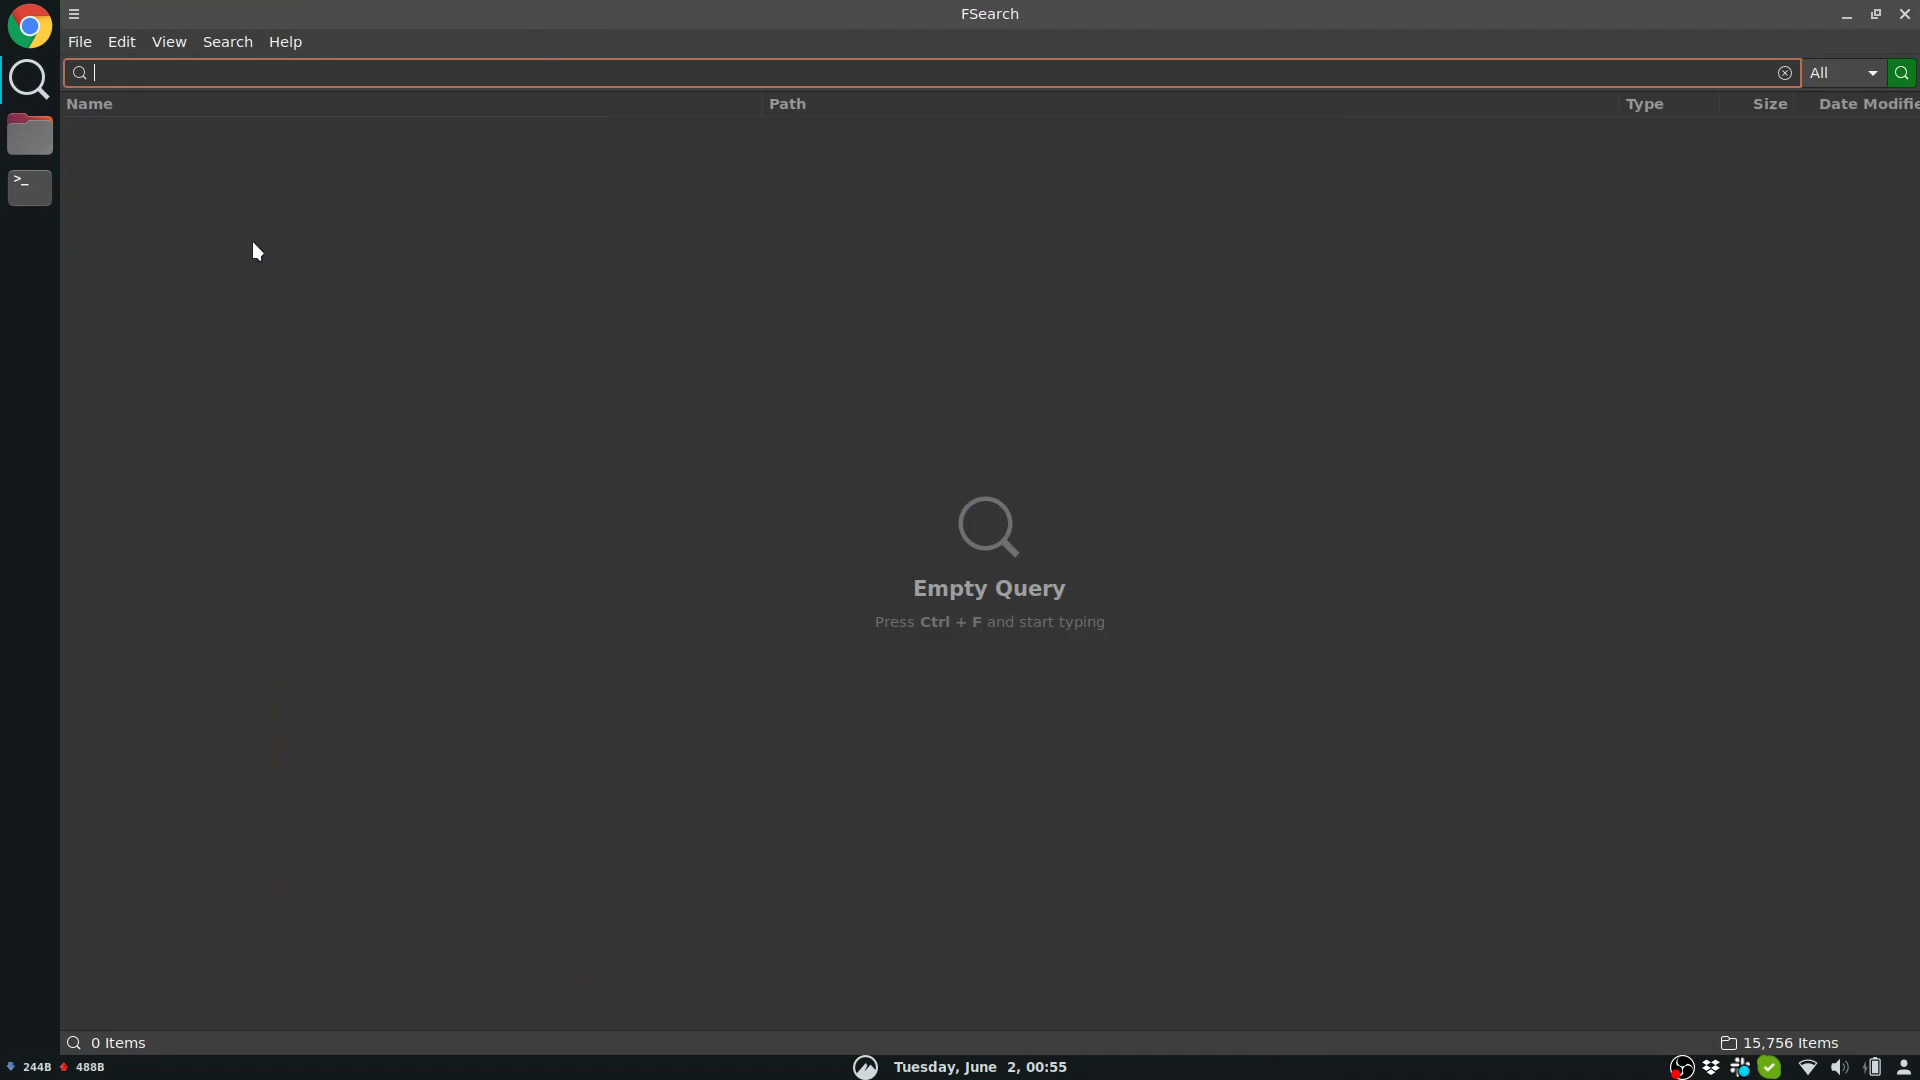 FSearch
File Edit View Search Help
All
Name Path Type Size Date Modifie
>_
Empty Query
Press Ctrl + F and start typing
0 Items 15,756 Items
244B 488B Tuesday, June 2, 00:55